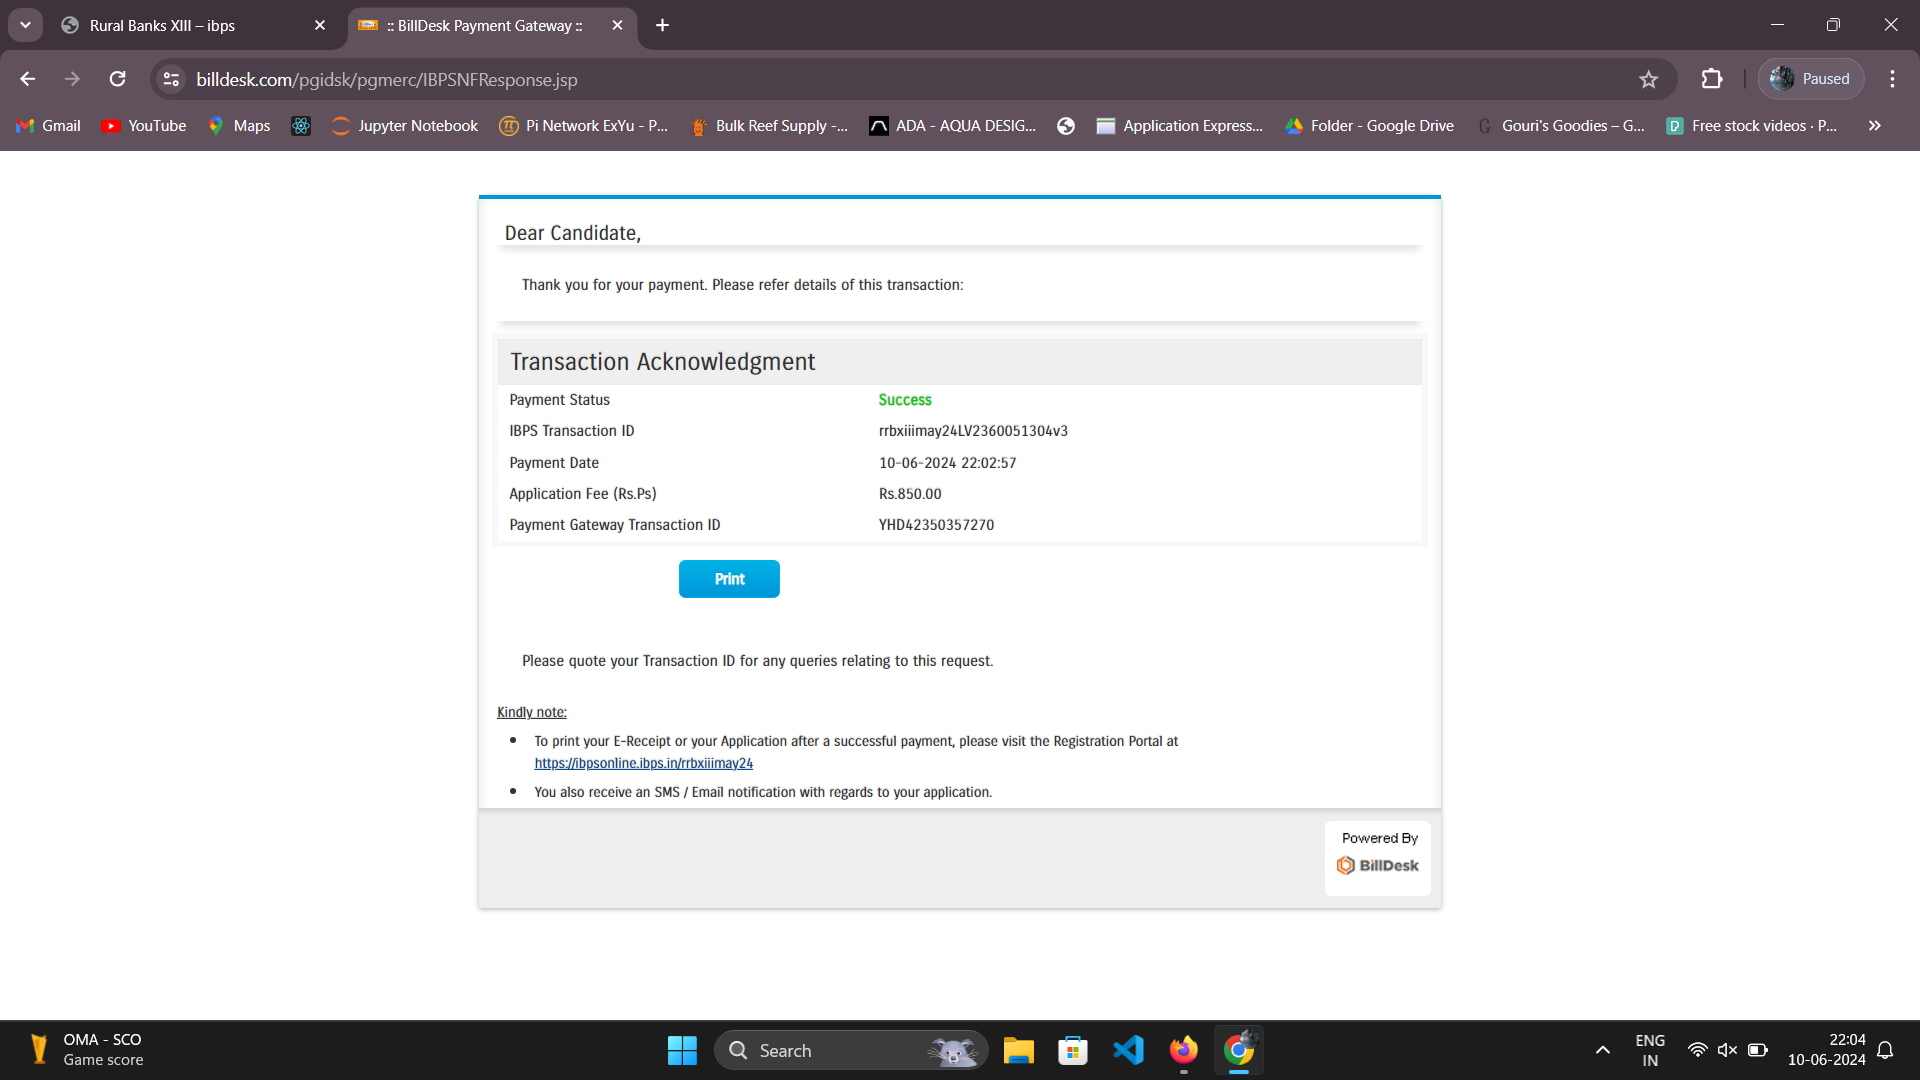 Rural Banks XIII – ibps
:: BillDesk Payment Gateway ::
billdesk.com/pgidsk/pgmerc/IBPSNFResponse.jsp
Paused
Gmail
YouTube
Maps
Jupyter Notebook
Pi Network ExYu - P...
Bulk Reef Supply -...
ADA - AQUA DESIG...
Application Express...
Folder - Google Drive
Gouri's Goodies – G...
Free stock videos · P...
Dear Candidate,
Thank you for your payment. Please refer details of this transaction:
Transaction Acknowledgment
Payment Status Success
IBPS Transaction ID rrbxiiimay24LV2360051304v3
Payment Date 10-06-2024 22:02:57
Application Fee (Rs.Ps) Rs.850.00
Payment Gateway Transaction ID YHD42350357270
Print
Please quote your Transaction ID for any queries relating to this request.
Kindly note:
• To print your E-Receipt or your Application after a successful payment, please visit the Registration Portal at
https://ibpsonline.ibps.in/rrbxiiimay24
• You also receive an SMS / Email notification with regards to your application.
Powered By
BillDesk
OMA - SCO
Game score
Search
ENG
IN
22:04
10-06-2024